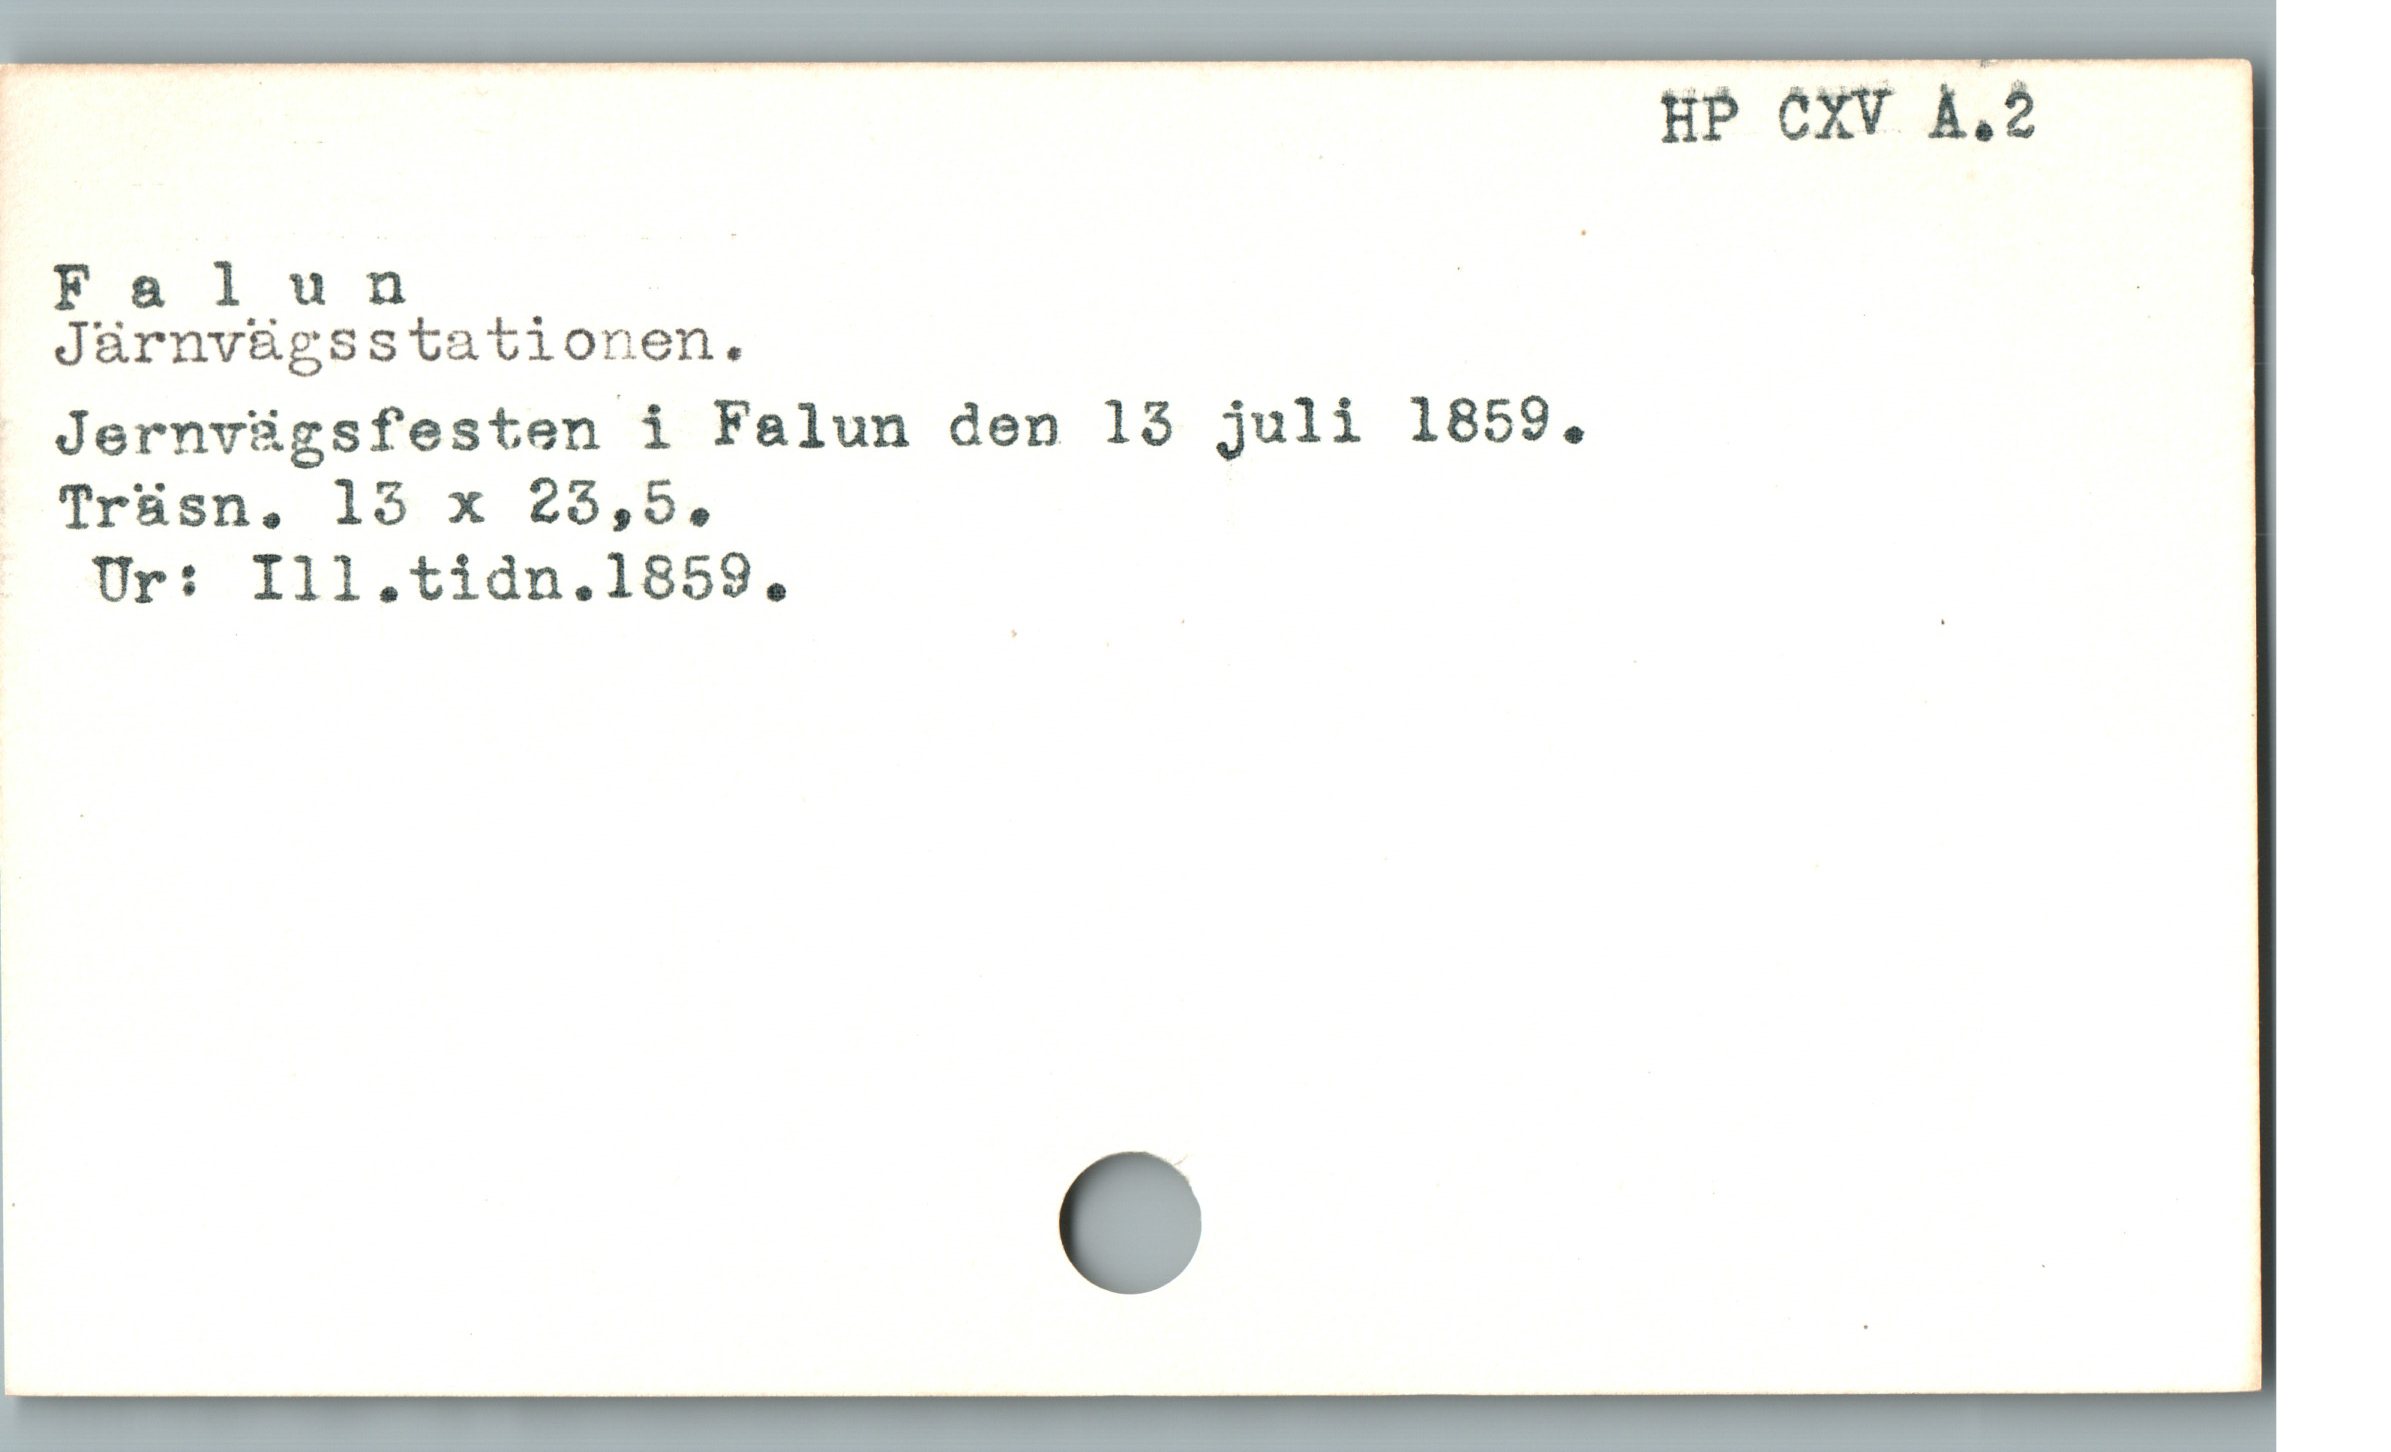 HP CXV A.2
F a l u n
Järnvägsstationen.
Jernvägsfesten i Falun den 13 juli 1859.
Träsn. 13 x 23,5.
Ur: Ill.tidn.1859.